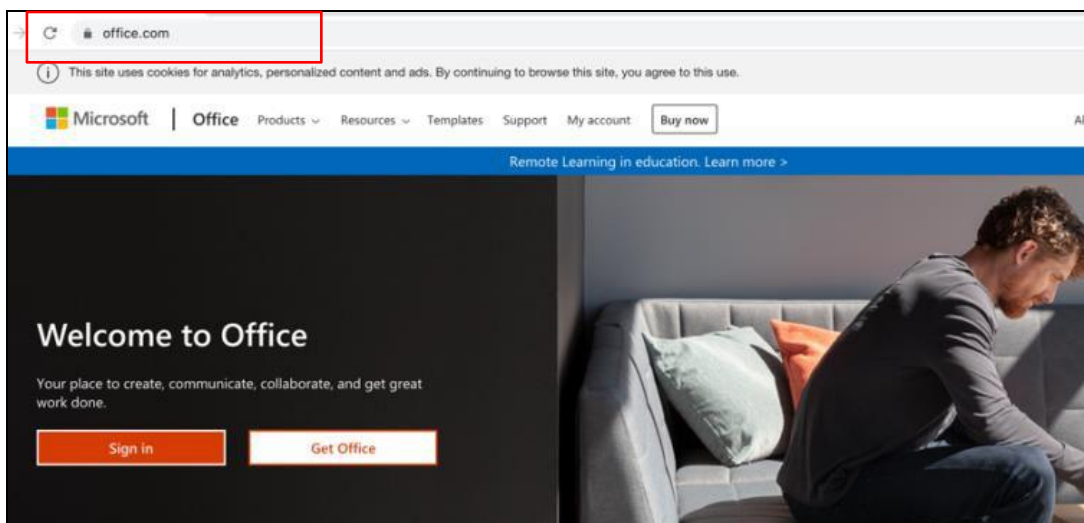 office.com
This site uses cookies for analytics, personalized content and ads. By continuing to browse this site, you agree to this use.
Microsoft | Office Products Resources Templates Support My account Buy now
Remote Learning in education. Learn more >
Welcome to Office
Your place to create, communicate, collaborate, and get great
work done.
Sign in Get Office